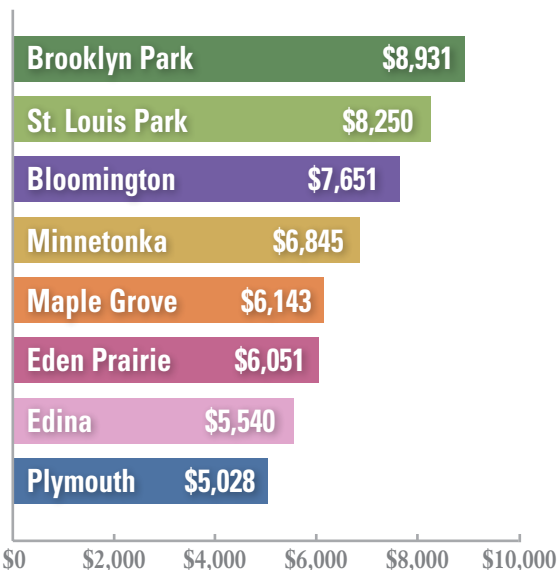 Brooklyn Park $8,931
St. Louis Park $8,250
Bloomington $7,651
Minnetonka $6,845
Maple Grove $6,143
Eden Prairie $6,051
Edina $5,540
Plymouth $5,028
$0 $2,000 $4,000 $6,000 $8,000 $10,000